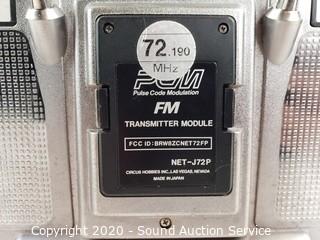 72.190
MHz
PCM
Pulse Code Modulation
FM
TRANSMITTER MODULE
FCC ID:BRW8ZCNET72FP
NET-J72P
CIRCUS HOBBIES INC.,LAS VEGAS, NEVADA
MADE IN JAPAN
Copyright 2020 - Sound Auction Service